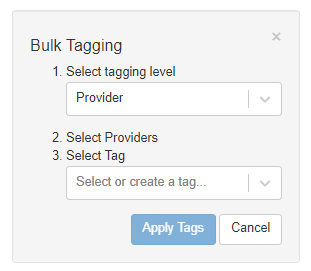 Bulk Tagging
×
1. Select tagging level
Provider
2. Select Providers
3. Select Tag
Select or create a tag...
Apply Tags
Cancel